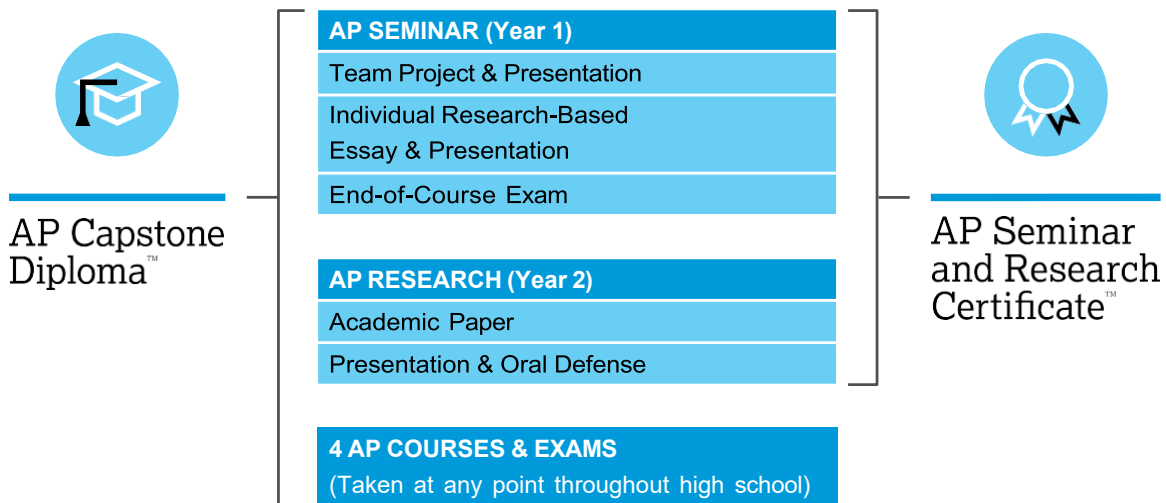 AP Capstone
Diploma™
AP SEMINAR (Year 1)
Team Project & Presentation
Individual Research-Based
Essay & Presentation
End-of-Course Exam
AP RESEARCH (Year 2)
Academic Paper
Presentation & Oral Defense
4 AP COURSES & EXAMS
(Taken at any point throughout high school)
AP Seminar
and Research
Certificate™